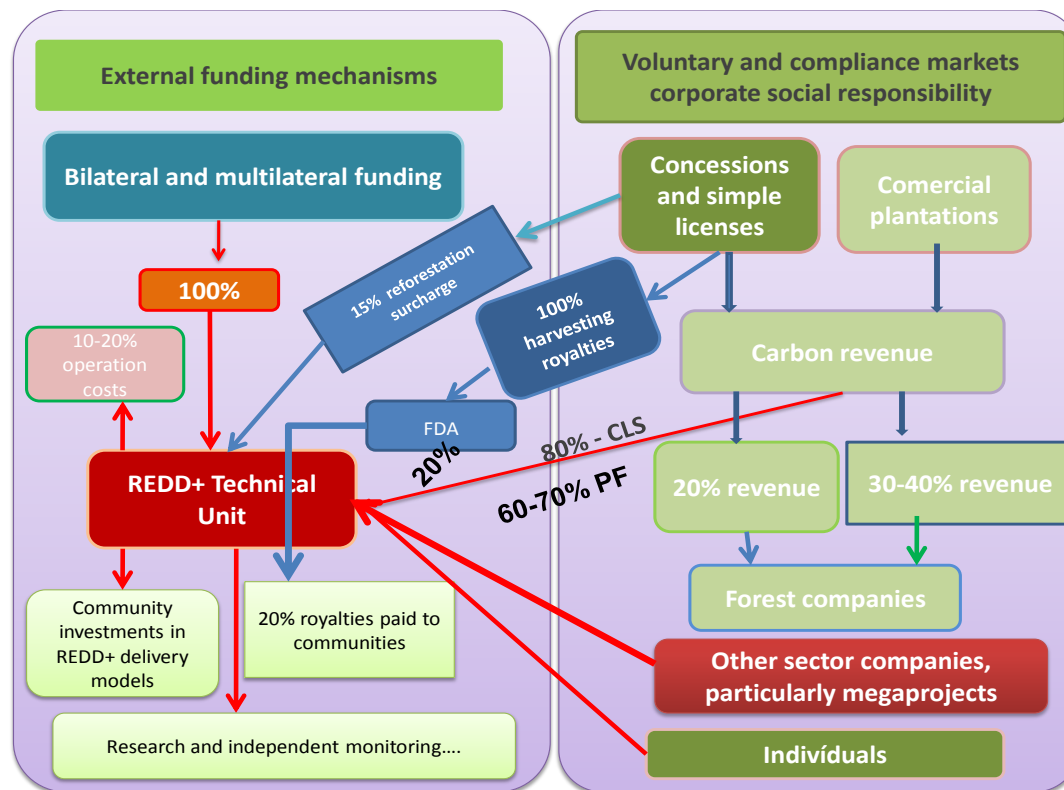 External funding mechanisms
Bilateral and multilateral funding
100%
10-20%
operation
costs
REDD+ Technical
Unit
Community
investments in
REDD+ delivery
models
Research and independent monitoring....
15% reforestation
surcharge
100%
harvesting
royalties
FDA
20%
20% royalties paid to
communities
80% - CLS
60-70% PF
Voluntary and compliance markets
corporate social responsibility
Concessions
and simple
licenses
Comercial
plantations
Carbon revenue
20% revenue
30-40% revenue
Forest companies
Other sector companies,
particularly megaprojects
Indivíduals